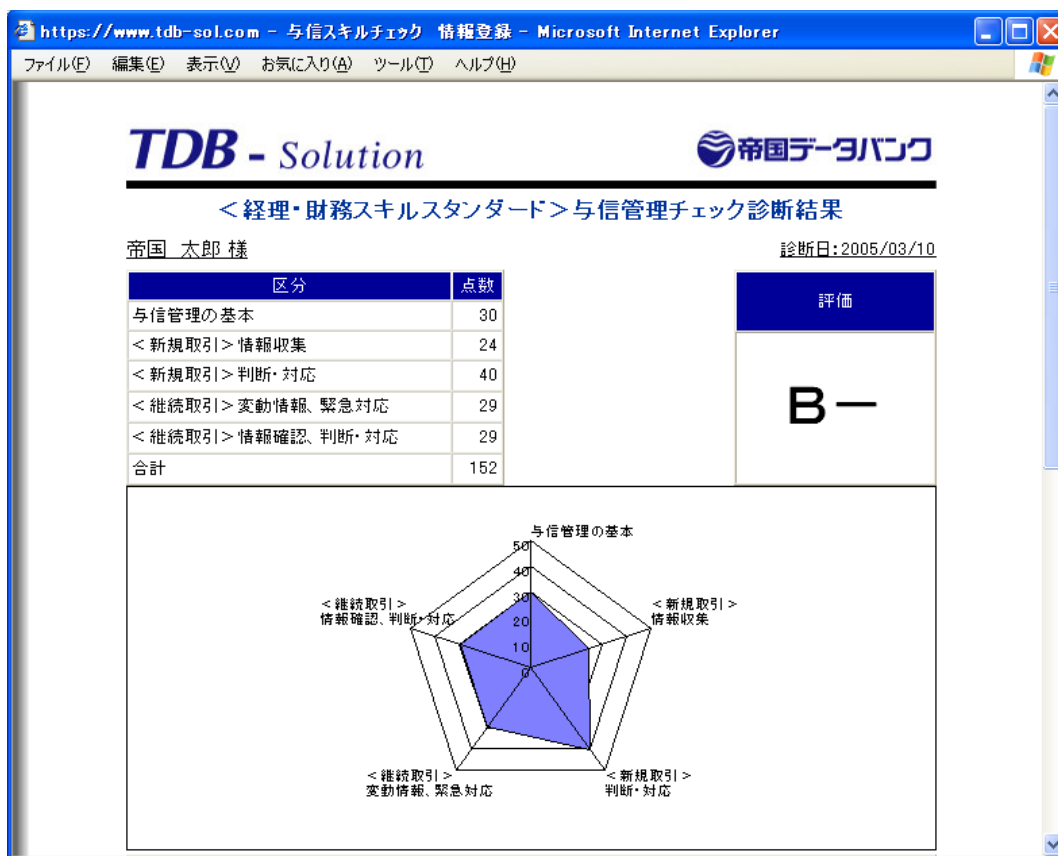 https://www.tdb-sol.com - 与信スキルチェック 情報登録 - Microsoft Internet Explorer
ファイル(F) 編集(E) 表示(V) お気に入り(A) ツール(T) ヘルプ(H)
TDB - Solution
帝国データバンク
＜経理・財務スキルスタンダード＞与信管理チェック診断結果
帝国 太郎 様
診断日:2005/03/10
区分 点数
与信管理の基本 30
＜新規取引＞情報収集 24
＜新規取引＞判断・対応 40
＜継続取引＞変動情報、緊急対応 29
＜継続取引＞情報確認、判断・対応 29
合計 152
評価
B－
与信管理の基本
50
40
30
20
10
0
＜継続取引＞
情報確認、判断・対応
＜新規取引＞
情報収集
＜継続取引＞
変動情報、緊急対応
＜新規取引＞
判断・対応